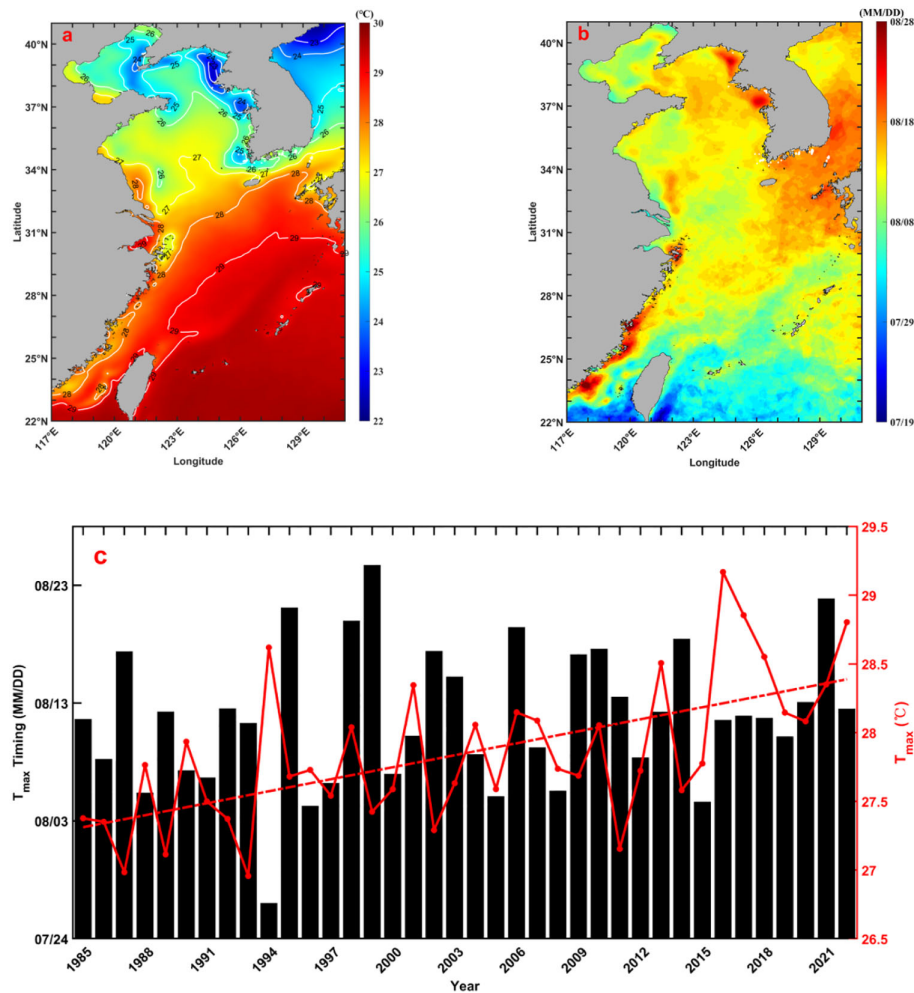 (°C)
a
40°N
37°N
34°N
31°N
28°N
25°N
22°N
Latitude
117°E
120°E
123°E
126°E
129°E
Longitude
30
29
28
27
26
25
24
23
22
(MM/DD)
b
40°N
37°N
34°N
31°N
28°N
25°N
22°N
Latitude
117°E
120°E
123°E
126°E
129°E
Longitude
08/28
08/18
08/08
07/29
07/19
c
08/23
08/13
08/03
07/24
Tmax Timing (MM/DD)
29.5
29
28.5
28
27.5
27
26.5
Tmax (°C)
1985
1988
1991
1994
1997
2000
2003
2006
2009
2012
2015
2018
2021
Year